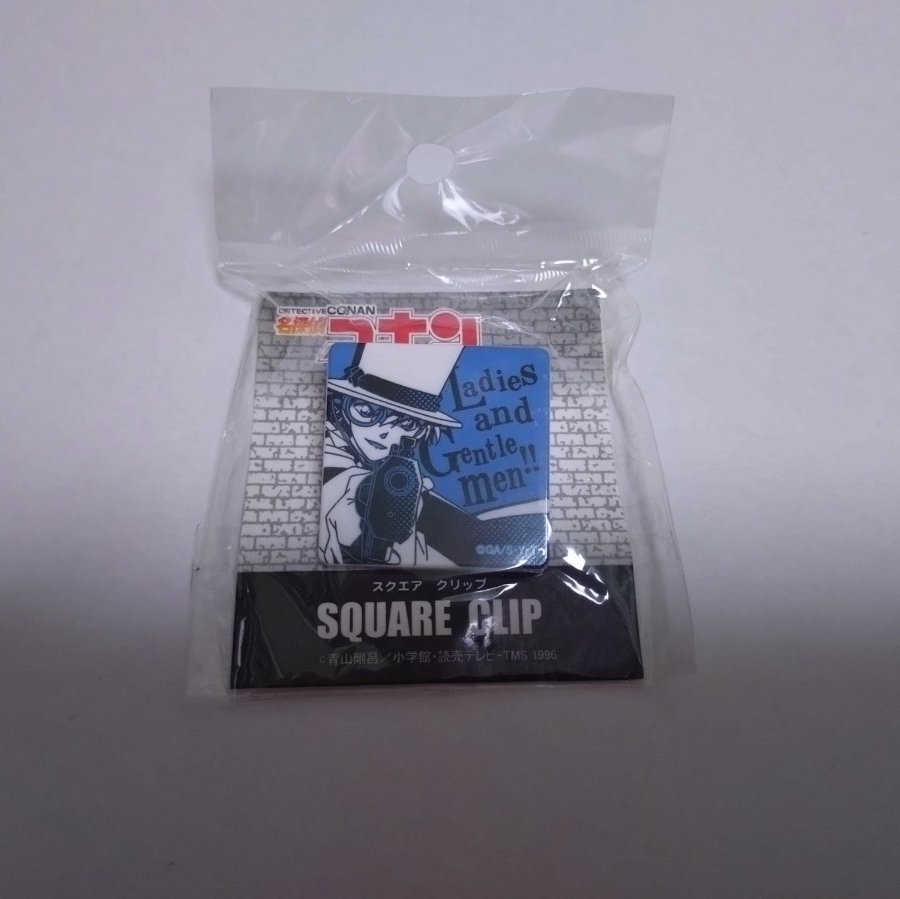 DETECTIVE CONAN
名探偵
コナン
Ladies
and
Gentle
men!!
©GA/S・Y・T
スクエア クリップ
SQUARE CLIP
©青山剛昌／小学館・読売テレビ・TMS 1996